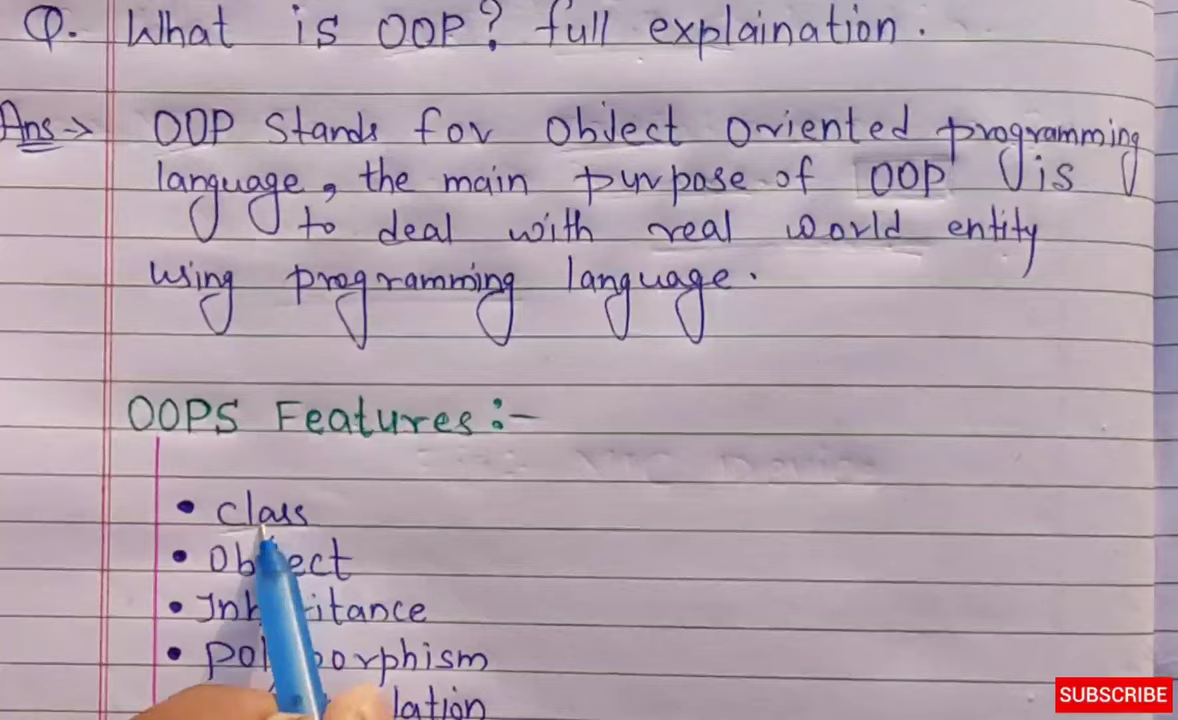 Q. What is OOP? full explaination.
Ans-> OOP Stands for Object Oriented programming
language, the main purpose of OOP is
to deal with real world entity
using programming language.
OOPS Features :-
• class
• Object
• Inheritance
• Polymorphism
SUBSCRIBE